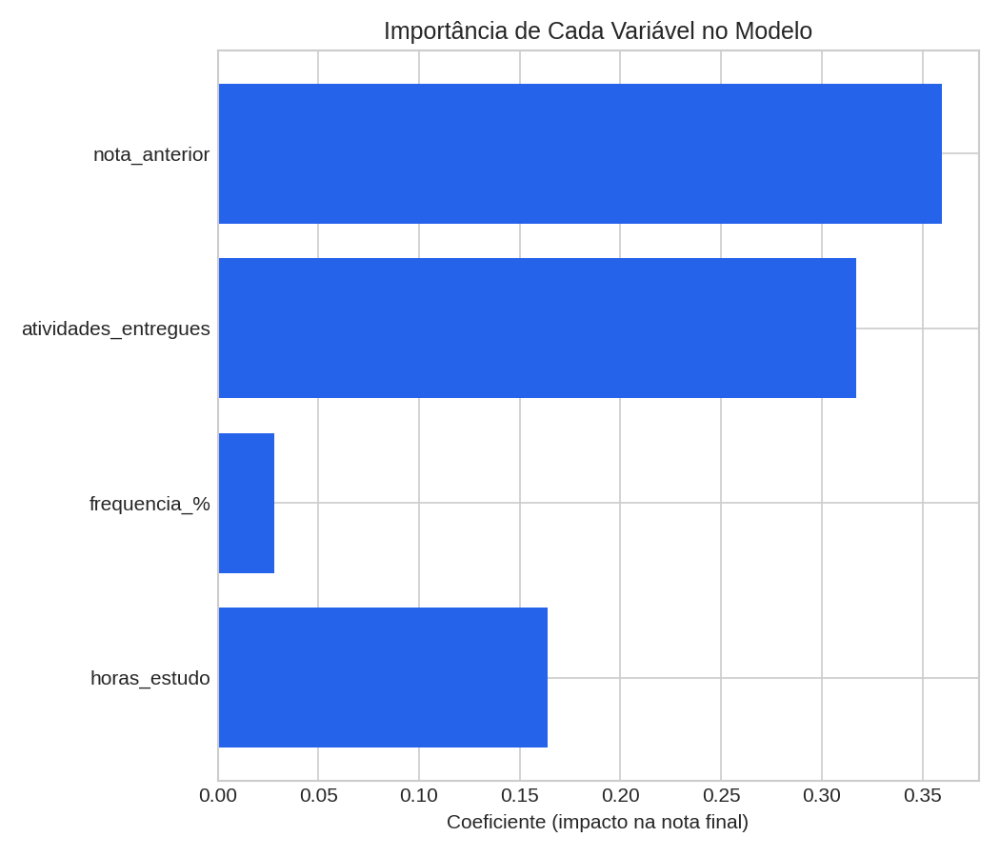 Importância de Cada Variável no Modelo
nota_anterior
atividades_entregues
frequencia_%
horas_estudo
0.00 0.05 0.10 0.15 0.20 0.25 0.30 0.35
Coeficiente (impacto na nota final)